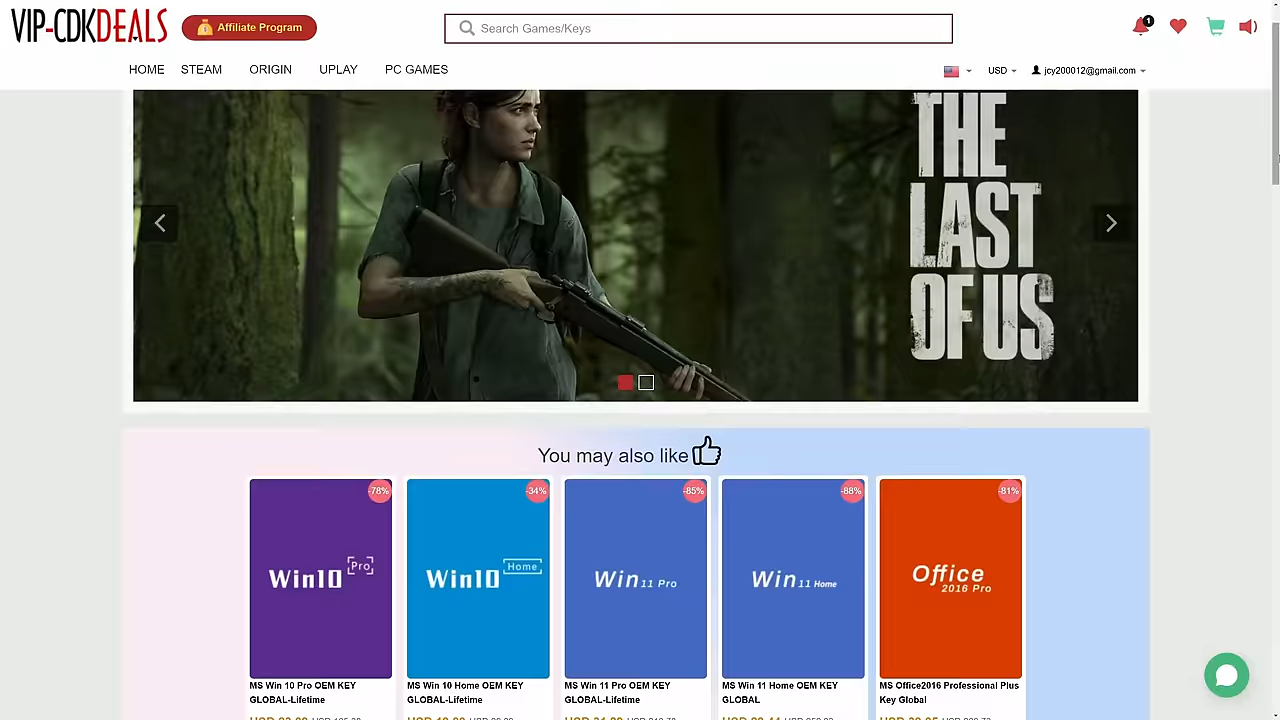 VIP-CDKDEALS
Affiliate Program
Search Games/Keys
1
HOME STEAM ORIGIN UPLAY PC GAMES
USD jcy200012@gmail.com
THE
LAST
OF US
You may also like
-78% -34% -85% -88% -81%
Win10 Pro
Win10 Home
Win 11 Pro
Win 11 Home
Office
2016 Pro
MS Win 10 Pro OEM KEY
GLOBAL-Lifetime
MS Win 10 Home OEM KEY
GLOBAL-Lifetime
MS Win 11 Pro OEM KEY
GLOBAL-Lifetime
MS Win 11 Home OEM KEY
GLOBAL
MS Office2016 Professional Plus
Key Global